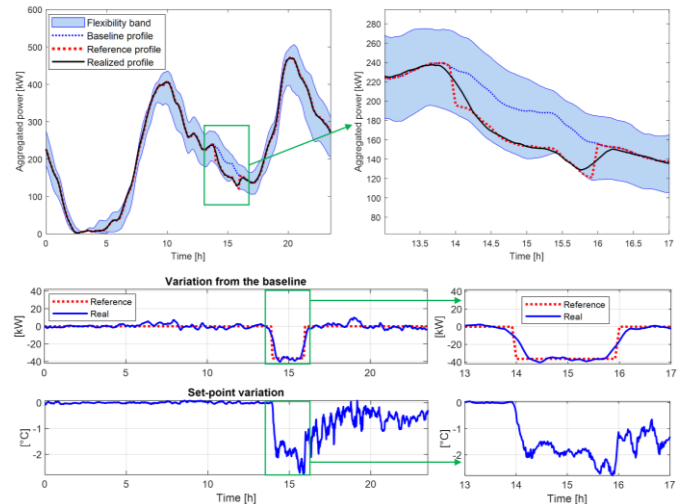 Flexibility band
Baseline profile
Reference profile
Realized profile
Aggregated power [kW]
600
500
400
300
200
100
0
0 5 10 15 20
Time [h]
Aggregated power [kW]
280
260
240
220
200
180
160
140
120
100
80
13.5 14 14.5 15 15.5 16 16.5 17
Time [h]
Variation from the baseline
Reference
Real
[kW]
40
20
0
-20
-40
0 5 10 15 20
Reference
Real
[kW]
40
20
0
-20
-40
13 14 15 16 17
Set-point variation
[°C]
0
-1
-2
0 5 10 15 20
Time [h]
[°C]
0
-1
-2
13 14 15 16 17
Time [h]